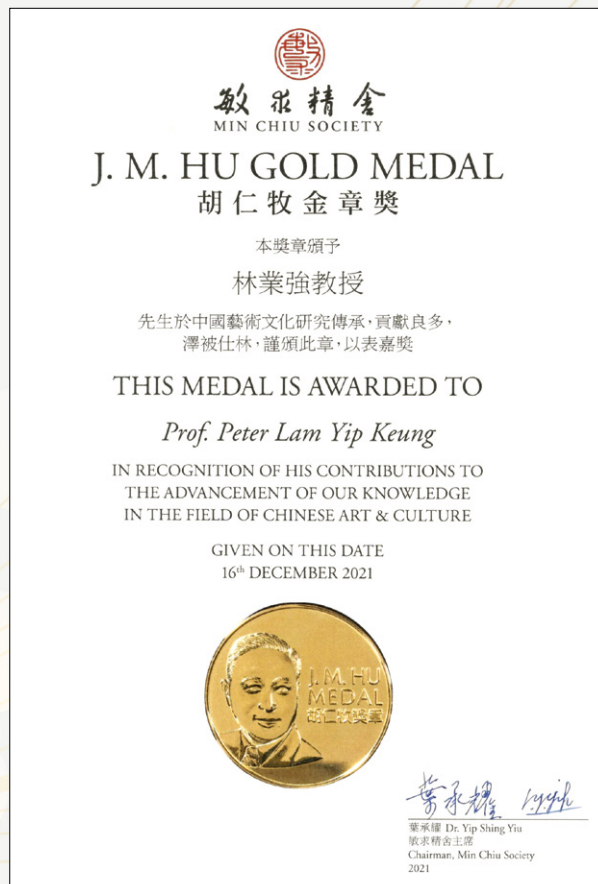 敏求精舍
MIN CHIU SOCIETY
J. M. HU GOLD MEDAL
胡仁牧金章獎
本獎章頒予
林業強教授
先生於中國藝術文化研究傳承，貢獻良多，
澤被仕林，謹頒此章，以表嘉獎
THIS MEDAL IS AWARDED TO
Prof. Peter Lam Yip Keung
IN RECOGNITION OF HIS CONTRIBUTIONS TO
THE ADVANCEMENT OF OUR KNOWLEDGE
IN THE FIELD OF CHINESE ART & CULTURE
GIVEN ON THIS DATE
16th DECEMBER 2021
J. M. HU
MEDAL
胡仁牧獎章
葉承耀
葉承耀 Dr. Yip Shing Yiu
敏求精舍主席
Chairman, Min Chiu Society
2021